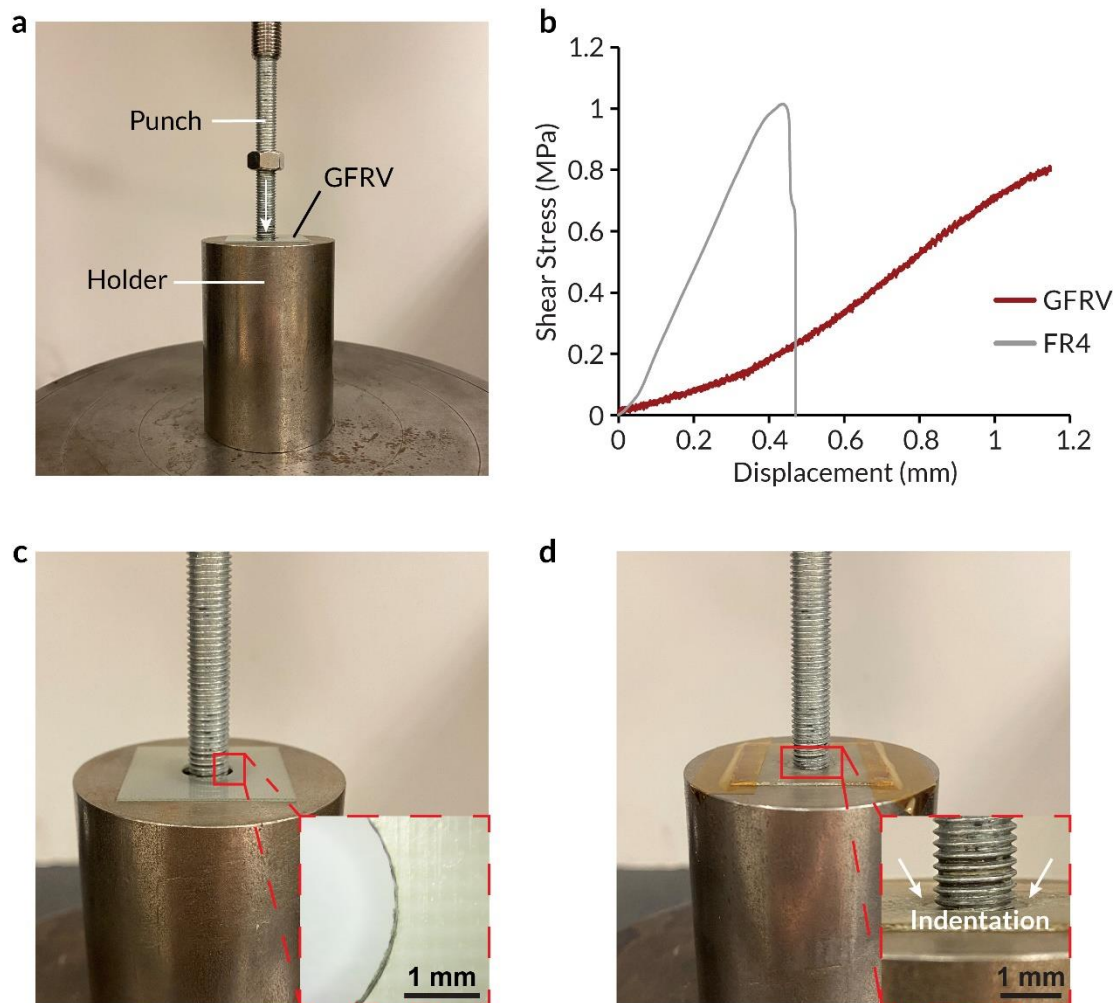 a
Punch
GFRV
Holder
b
1.2
1
0.8
0.6
0.4
0.2
0
Shear Stress (MPa)
GFRV
FR4
0
0.2
0.4
0.6
0.8
1
1.2
Displacement (mm)
c
1 mm
d
Indentation
1 mm